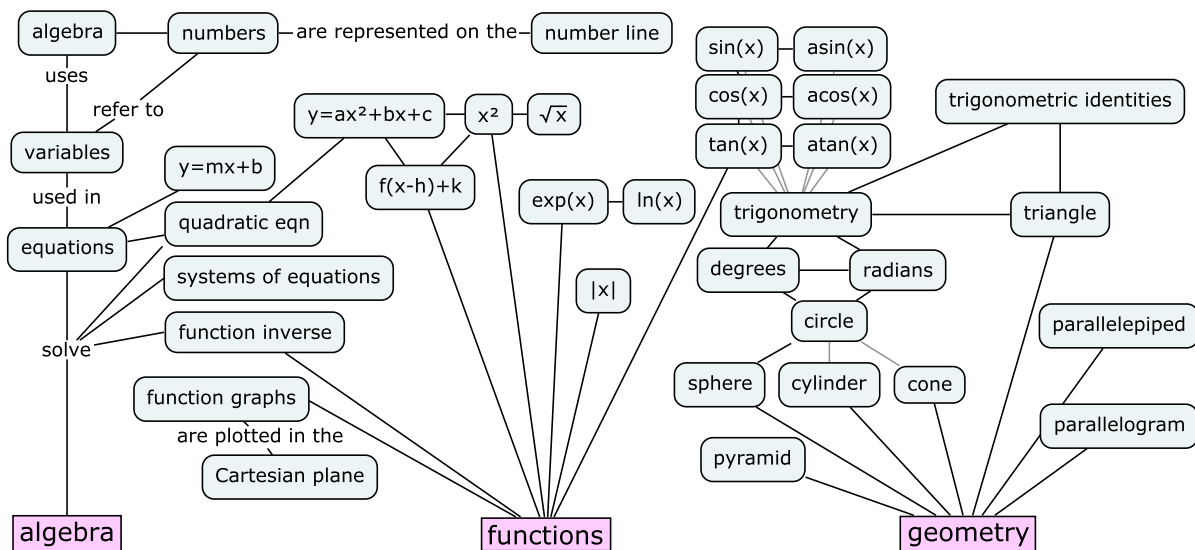 algebra
numbers
are represented on the
number line
uses
refer to
variables
used in
equations
y=mx+b
quadratic eqn
systems of equations
function inverse
solve
function graphs
are plotted in the
Cartesian plane
y=ax²+bx+c
x²
√x
f(x-h)+k
exp(x)
ln(x)
|x|
sin(x)
asin(x)
cos(x)
acos(x)
tan(x)
atan(x)
trigonometric identities
trigonometry
triangle
degrees
radians
circle
sphere
cylinder
cone
pyramid
parallelepiped
parallelogram
algebra
functions
geometry